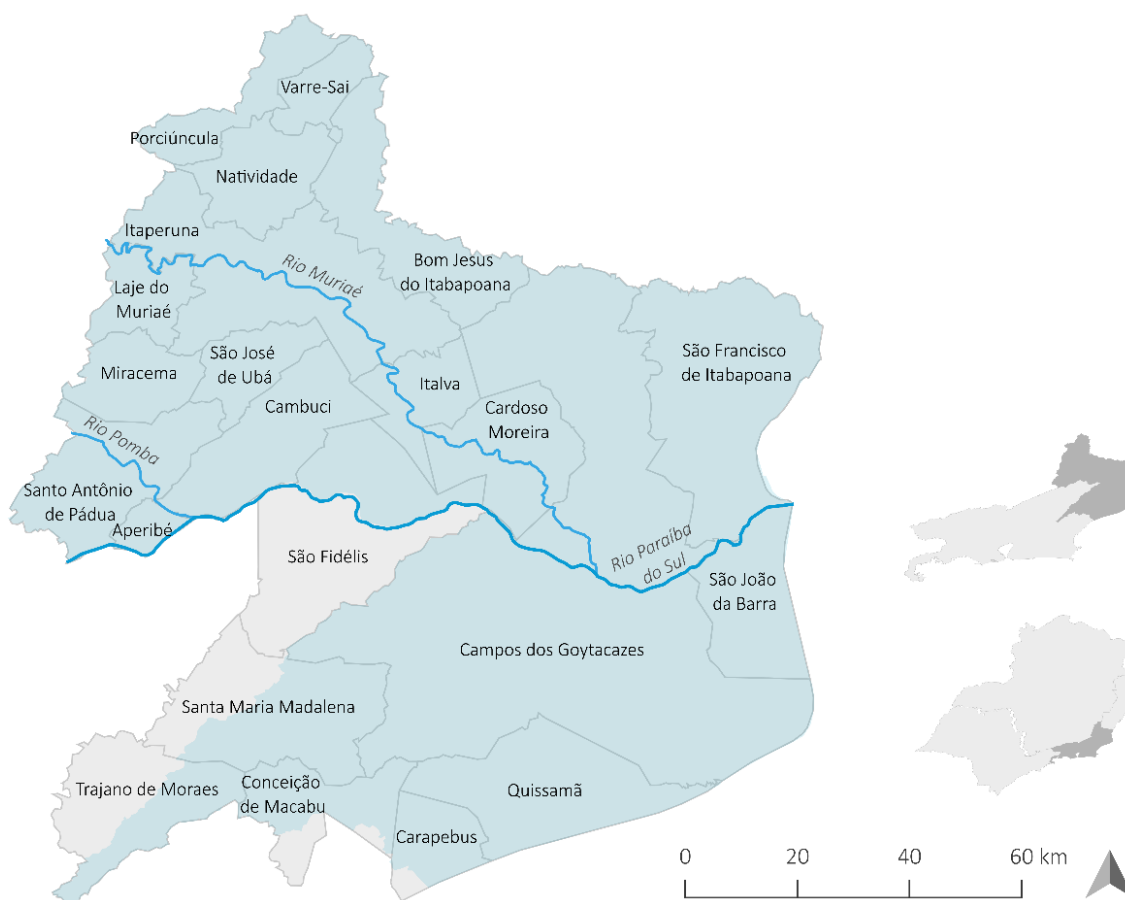 Varre-Sai
Porciúncula
Natividade
Itaperuna
Rio Muriaé
Bom Jesus
do Itabapoana
Laje do
Muriaé
São José
de Ubá
São Francisco
de Itabapoana
Miracema
Italva
Cambuci
Cardoso
Moreira
Rio Pomba
Santo Antônio
de Pádua
Aperibé
São Fidélis
Rio Paraíba
do Sul
São João
da Barra
Campos dos Goytacazes
Santa Maria Madalena
Trajano de Moraes
Conceição
de Macabu
Quissamã
Carapebus
0 20 40 60 km